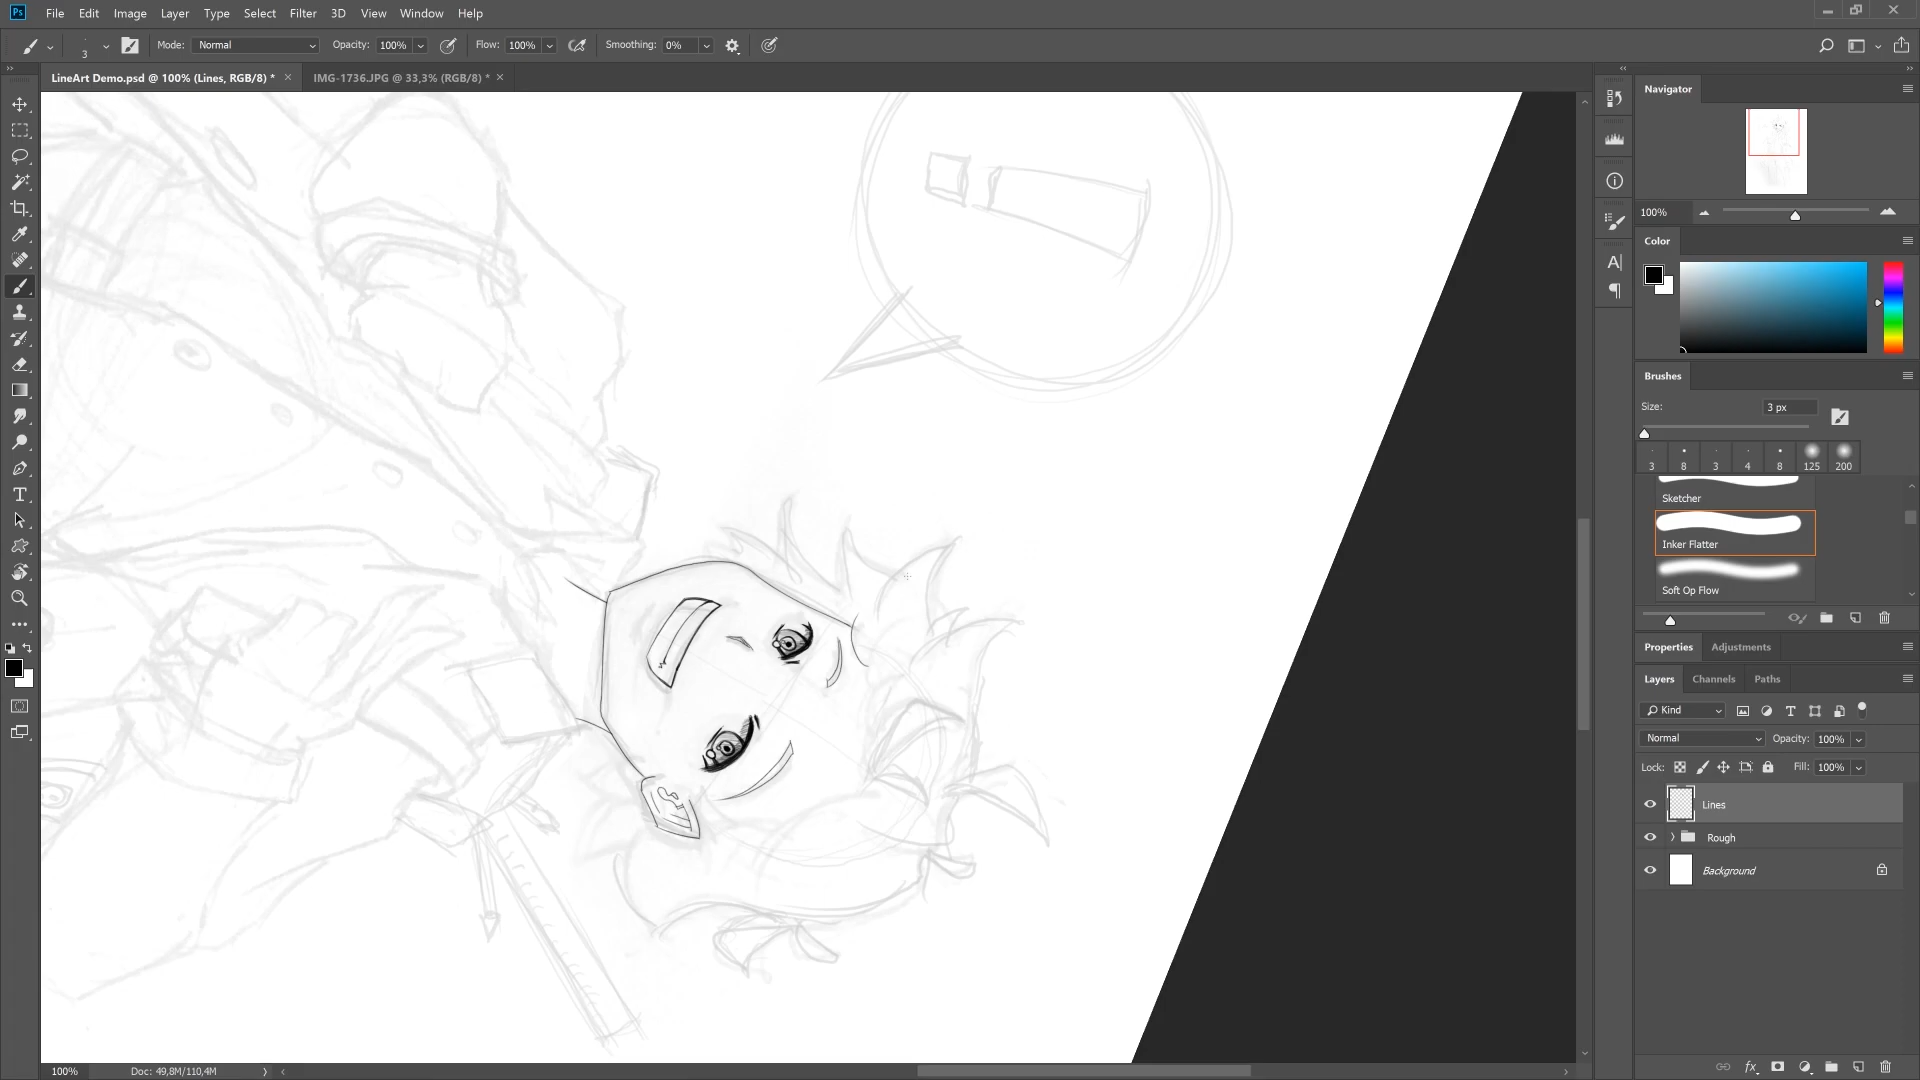 Ps File Edit Image Layer Type Select Filter 3D View Window Help
3 Mode: Normal Opacity: 100% Flow: 100% Smoothing: 0%
LineArt Demo.psd @ 100% (Lines, RGB/8) * × IMG-1736.JPG @ 33,3% (RGB/8) * ×
Navigator
100%
Color
Brushes
Size: 3 px
3 8 3 4 8 125 200
Sketcher
Inker Flatter
Soft Op Flow
Properties Adjustments
Layers Channels Paths
Kind
Normal Opacity: 100%
Lock: Fill: 100%
Lines
Rough
Background
100% Doc: 49,8M/110,4M